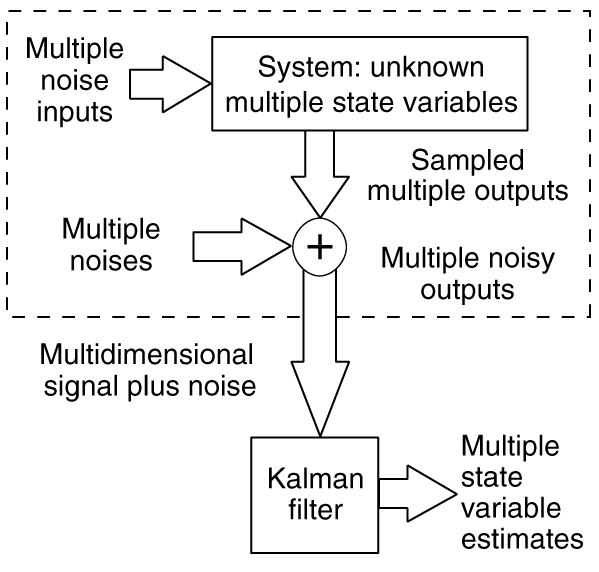 Multiple
noise
inputs
System: unknown
multiple state variables
Sampled
multiple outputs
Multiple
noises
+
Multiple noisy
outputs
Multidimensional
signal plus noise
Kalman
filter
Multiple
state
variable
estimates